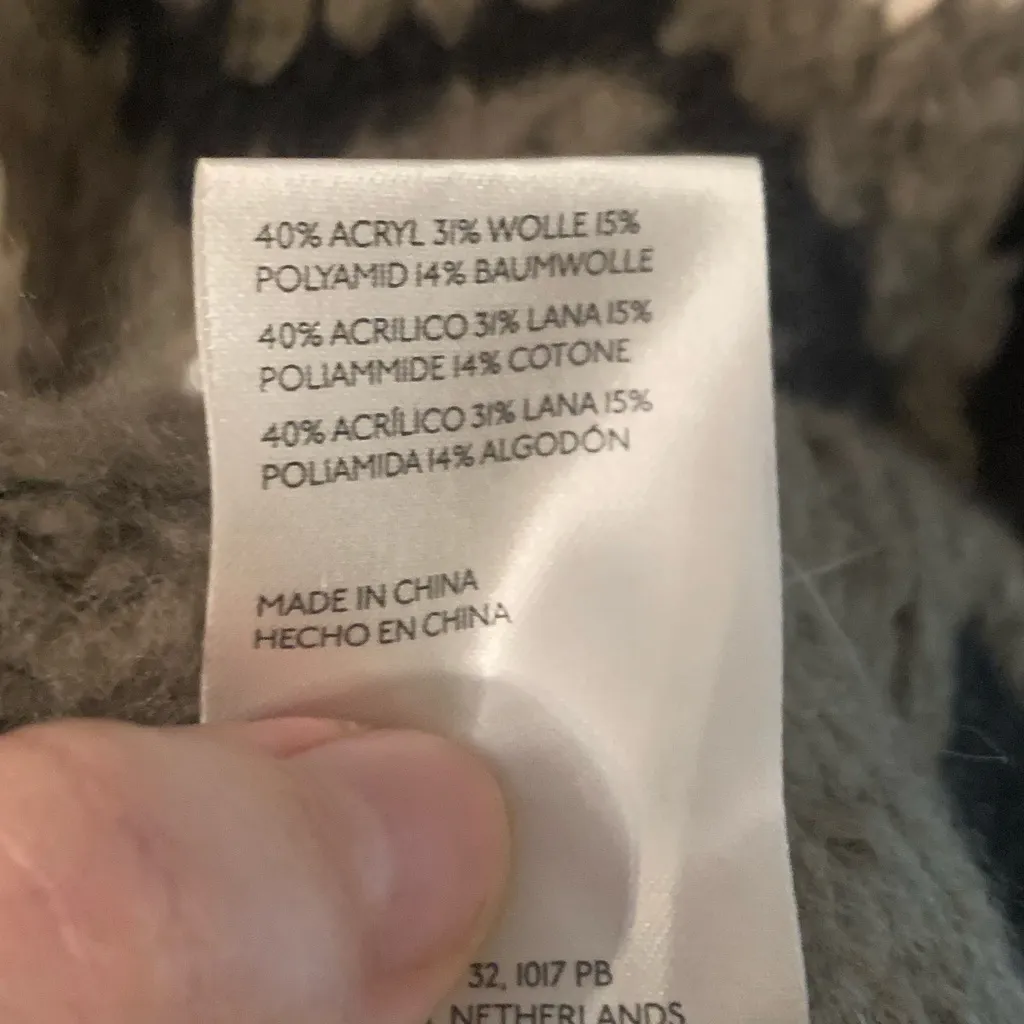 40% ACRYL 31% WOLLE 15%
POLYAMID 14% BAUMWOLLE
40% ACRILICO 31% LANA 15%
POLIAMMIDE 14% COTONE
40% ACRÍLICO 31% LANA 15%
POLIAMIDA 14% ALGODÓN
MADE IN CHINA
HECHO EN CHINA
32, 1017 PB
NETHERLANDS